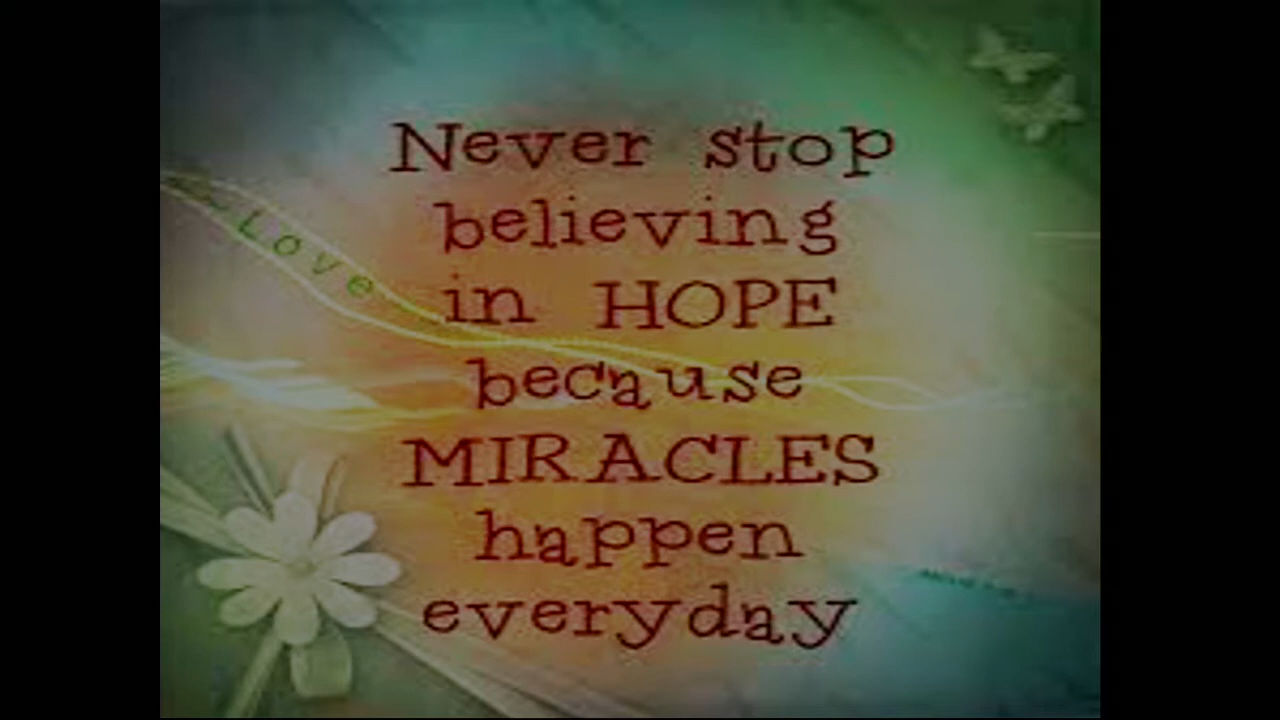 Never stop
believing
Love
in HOPE
because
MIRACLES
happen
everyday